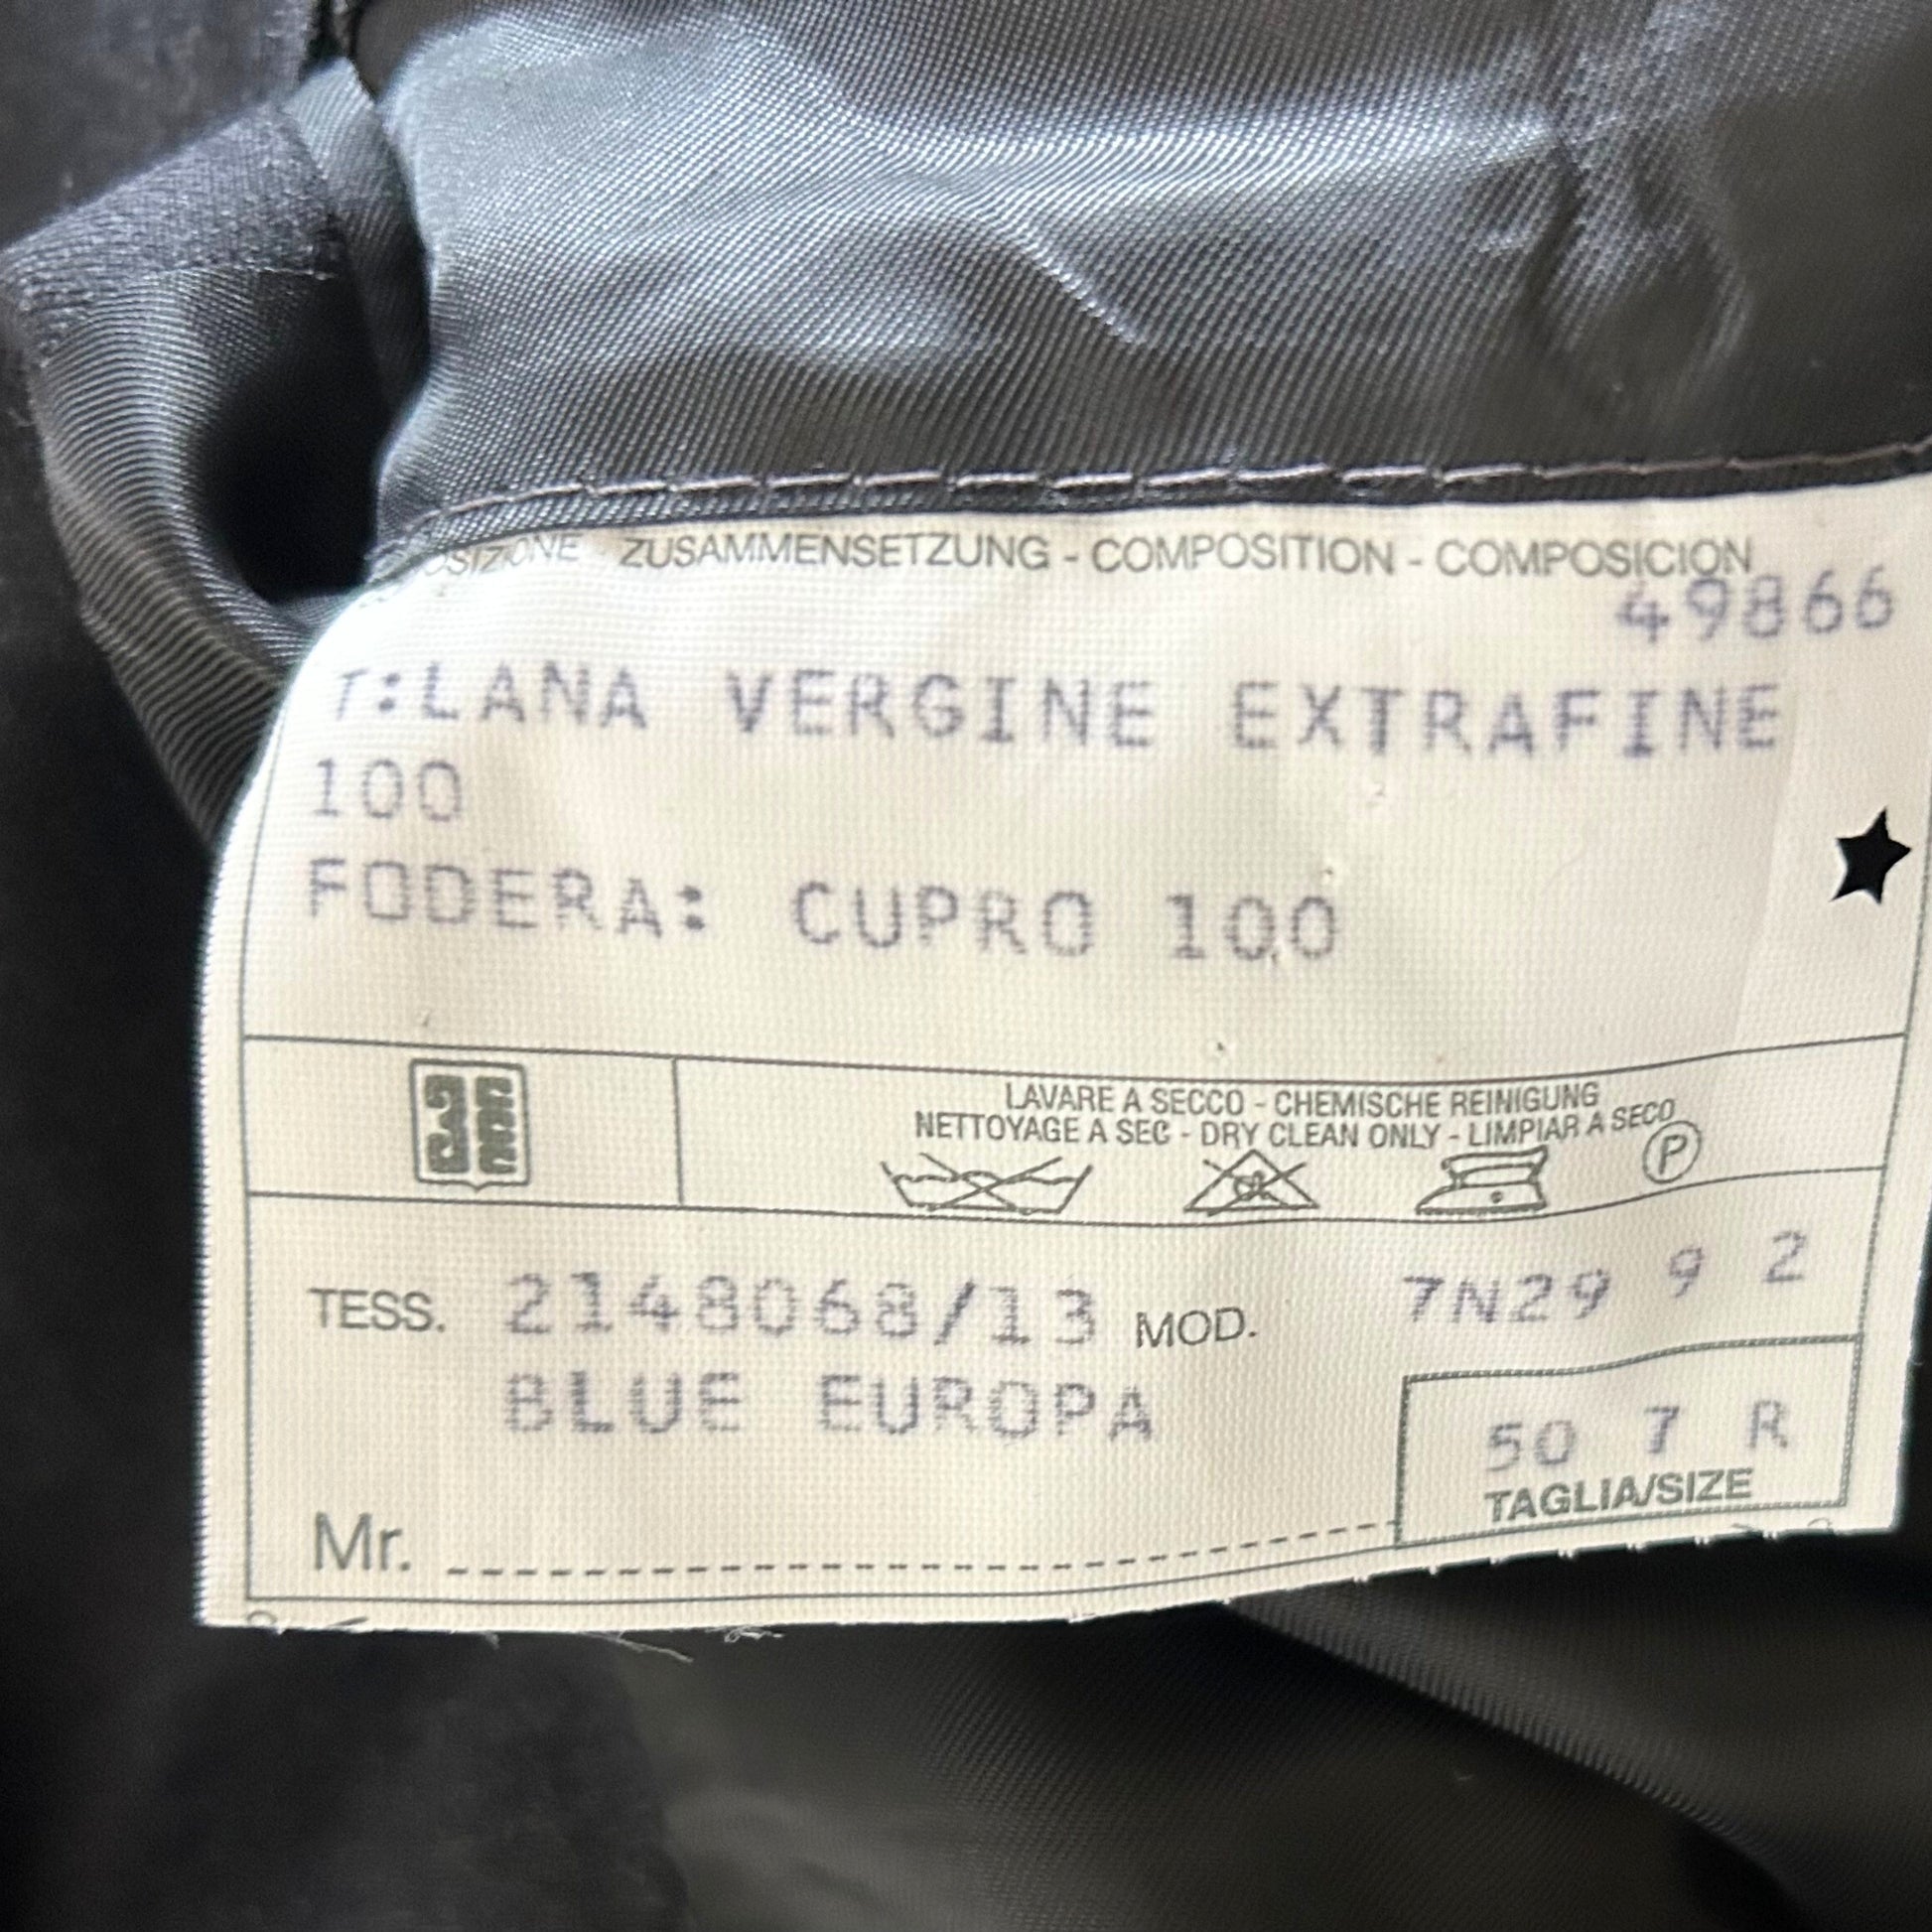 ZUSAMMENSETZUNG - COMPOSITION - COMPOSICION
49866
T:LANA VERGINE EXTRAFINE
100
FODERA: CUPRO 100
LAVARE A SECCO - CHEMISCHE REINIGUNG
NETTOYAGE A SEC - DRY CLEAN ONLY - LIMPIAR A SECO
P
TESS. 2148068/13 MOD. 7N29 9 2
BLUE EUROPA
50 7 R
TAGLIA/SIZE
Mr.